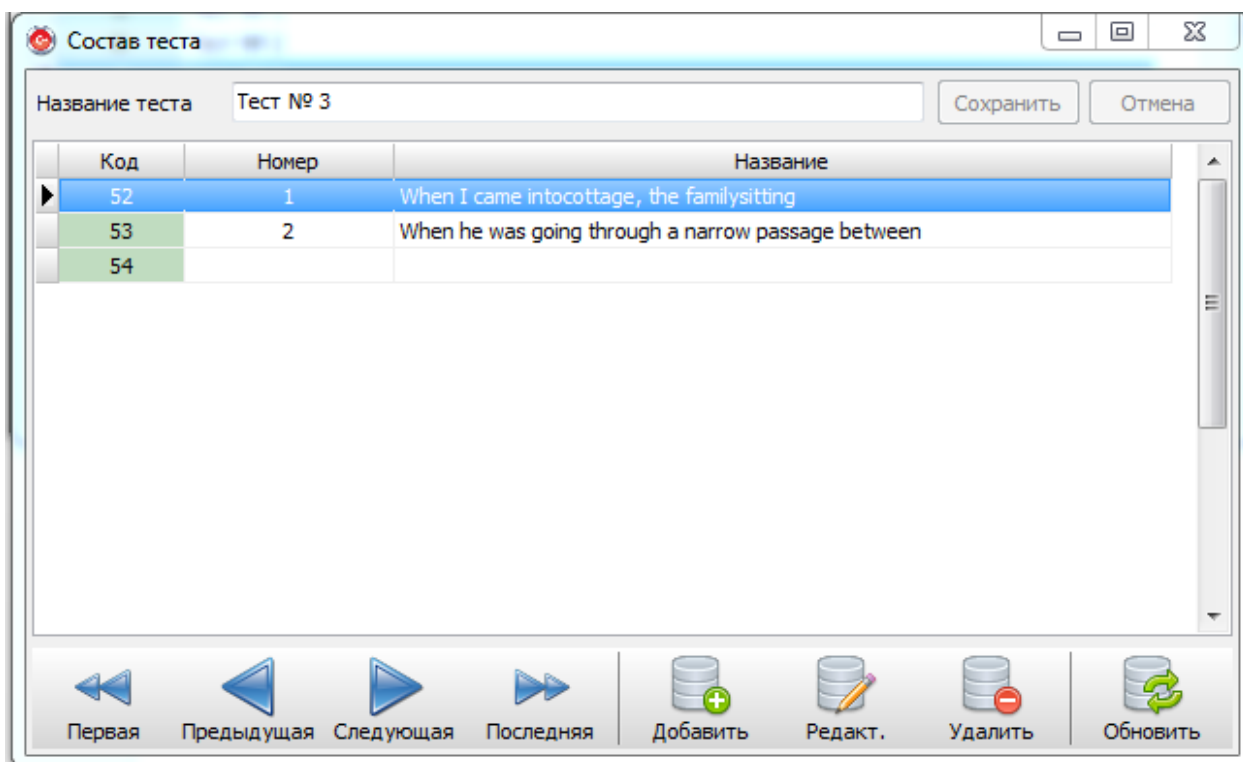 Состав теста
Название теста Тест № 3 Сохранить Отмена
Код Номер Название
52 1 When I came intocottage, the familysitting
53 2 When he was going through a narrow passage between
54
Первая Предыдущая Следующая Последняя Добавить Редакт. Удалить Обновить